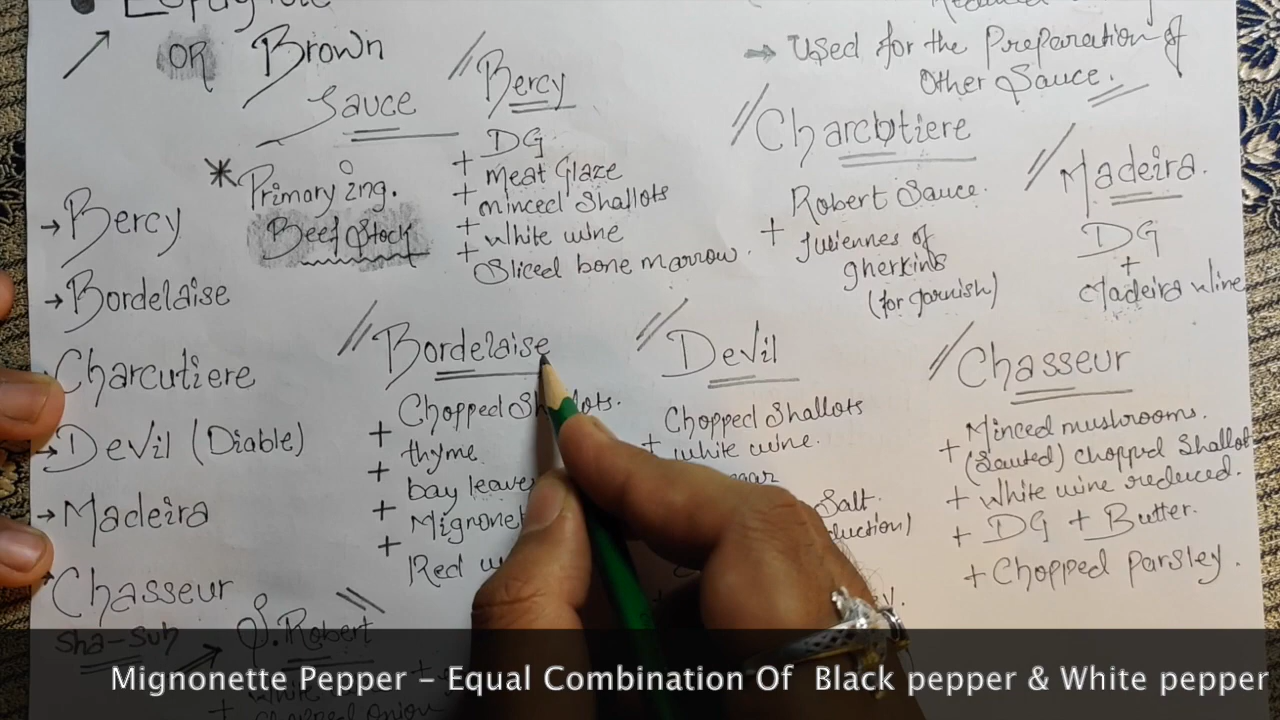 OR Brown
Sauce
* Primary ing.
Beef Stock
→ Bercy
→ Bordelaise
Charcutiere
→ Devil (Diable)
→ Madeira
→ Chasseur
Sha-Suh
Bercy
DG
+ meat Glaze
+ minced Shallots
+ white wine
+ Sliced bone marrow.
→ Used for the Preparation of
Other Sauce.
Charcutiere
Robert Sauce.
+ Juliennes of
gherkins
(for garnish)
Madeira.
DG
+
Madeira wine
Bordelaise
Chopped
+ thyme
+ bay leaves
+
+ Red
Devil
Chopped Shallots
+ white wine.
Salt
Chasseur
Minced mushrooms.
+ (Sauted) chopped Shallot
+ White wine reduced.
+ DG + Butter.
+ Chopped Parsley.
→ S. Robert
Mignonette Pepper – Equal Combination Of Black pepper & White pepper